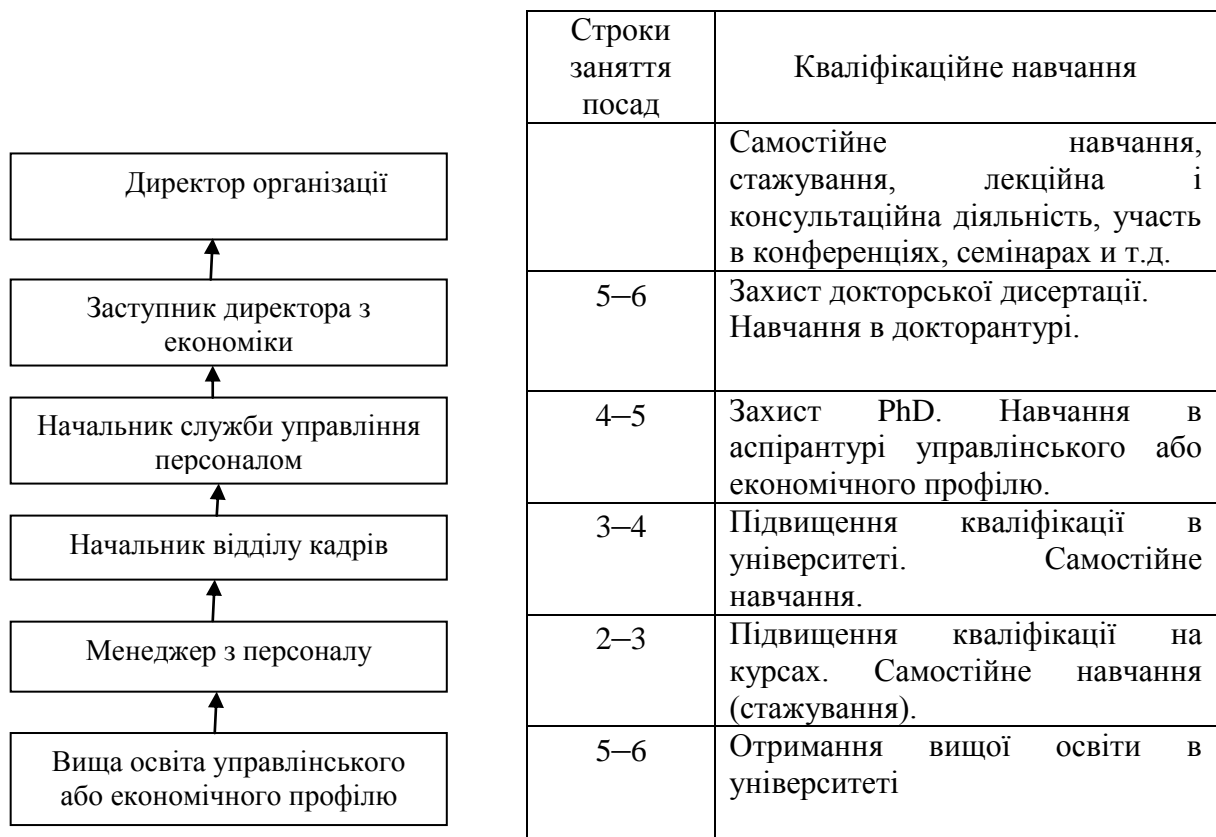 Директор організації
Заступник директора з
економіки
Начальник служби управління
персоналом
Начальник відділу кадрів
Менеджер з персоналу
Вища освіта управлінського
або економічного профілю
Строки
заняття
посад
Кваліфікаційне навчання
Самостійне навчання,
стажування, лекційна і
консультаційна діяльність, участь
в конференціях, семінарах и т.д.
5–6
Захист докторської дисертації.
Навчання в докторантурі.
4–5
Захист PhD. Навчання в
аспірантурі управлінського або
економічного профілю.
3–4
Підвищення кваліфікації в
університеті. Самостійне
навчання.
2–3
Підвищення кваліфікації на
курсах. Самостійне навчання
(стажування).
5–6
Отримання вищої освіти в
університеті